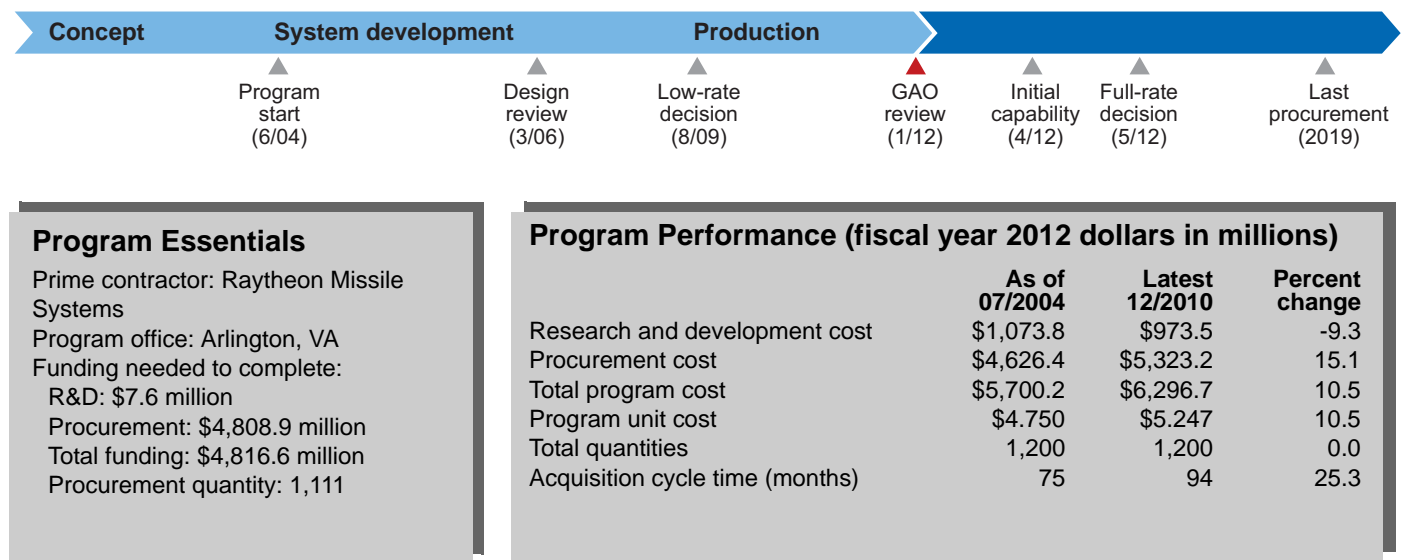 Concept System development Production
Program start (6/04)
Design review (3/06)
Low-rate decision (8/09)
GAO review (1/12)
Initial capability (4/12)
Full-rate decision (5/12)
Last procurement (2019)
Program Essentials
Prime contractor: Raytheon Missile
Systems
Program office: Arlington, VA
Funding needed to complete:
R&D: $7.6 million
Procurement: $4,808.9 million
Total funding: $4,816.6 million
Procurement quantity: 1,111
Program Performance (fiscal year 2012 dollars in millions)
As of 07/2004 Latest 12/2010 Percent change
Research and development cost $1,073.8 $973.5 -9.3
Procurement cost $4,626.4 $5,323.2 15.1
Total program cost $5,700.2 $6,296.7 10.5
Program unit cost $4.750 $5.247 10.5
Total quantities 1,200 1,200 0.0
Acquisition cycle time (months) 75 94 25.3